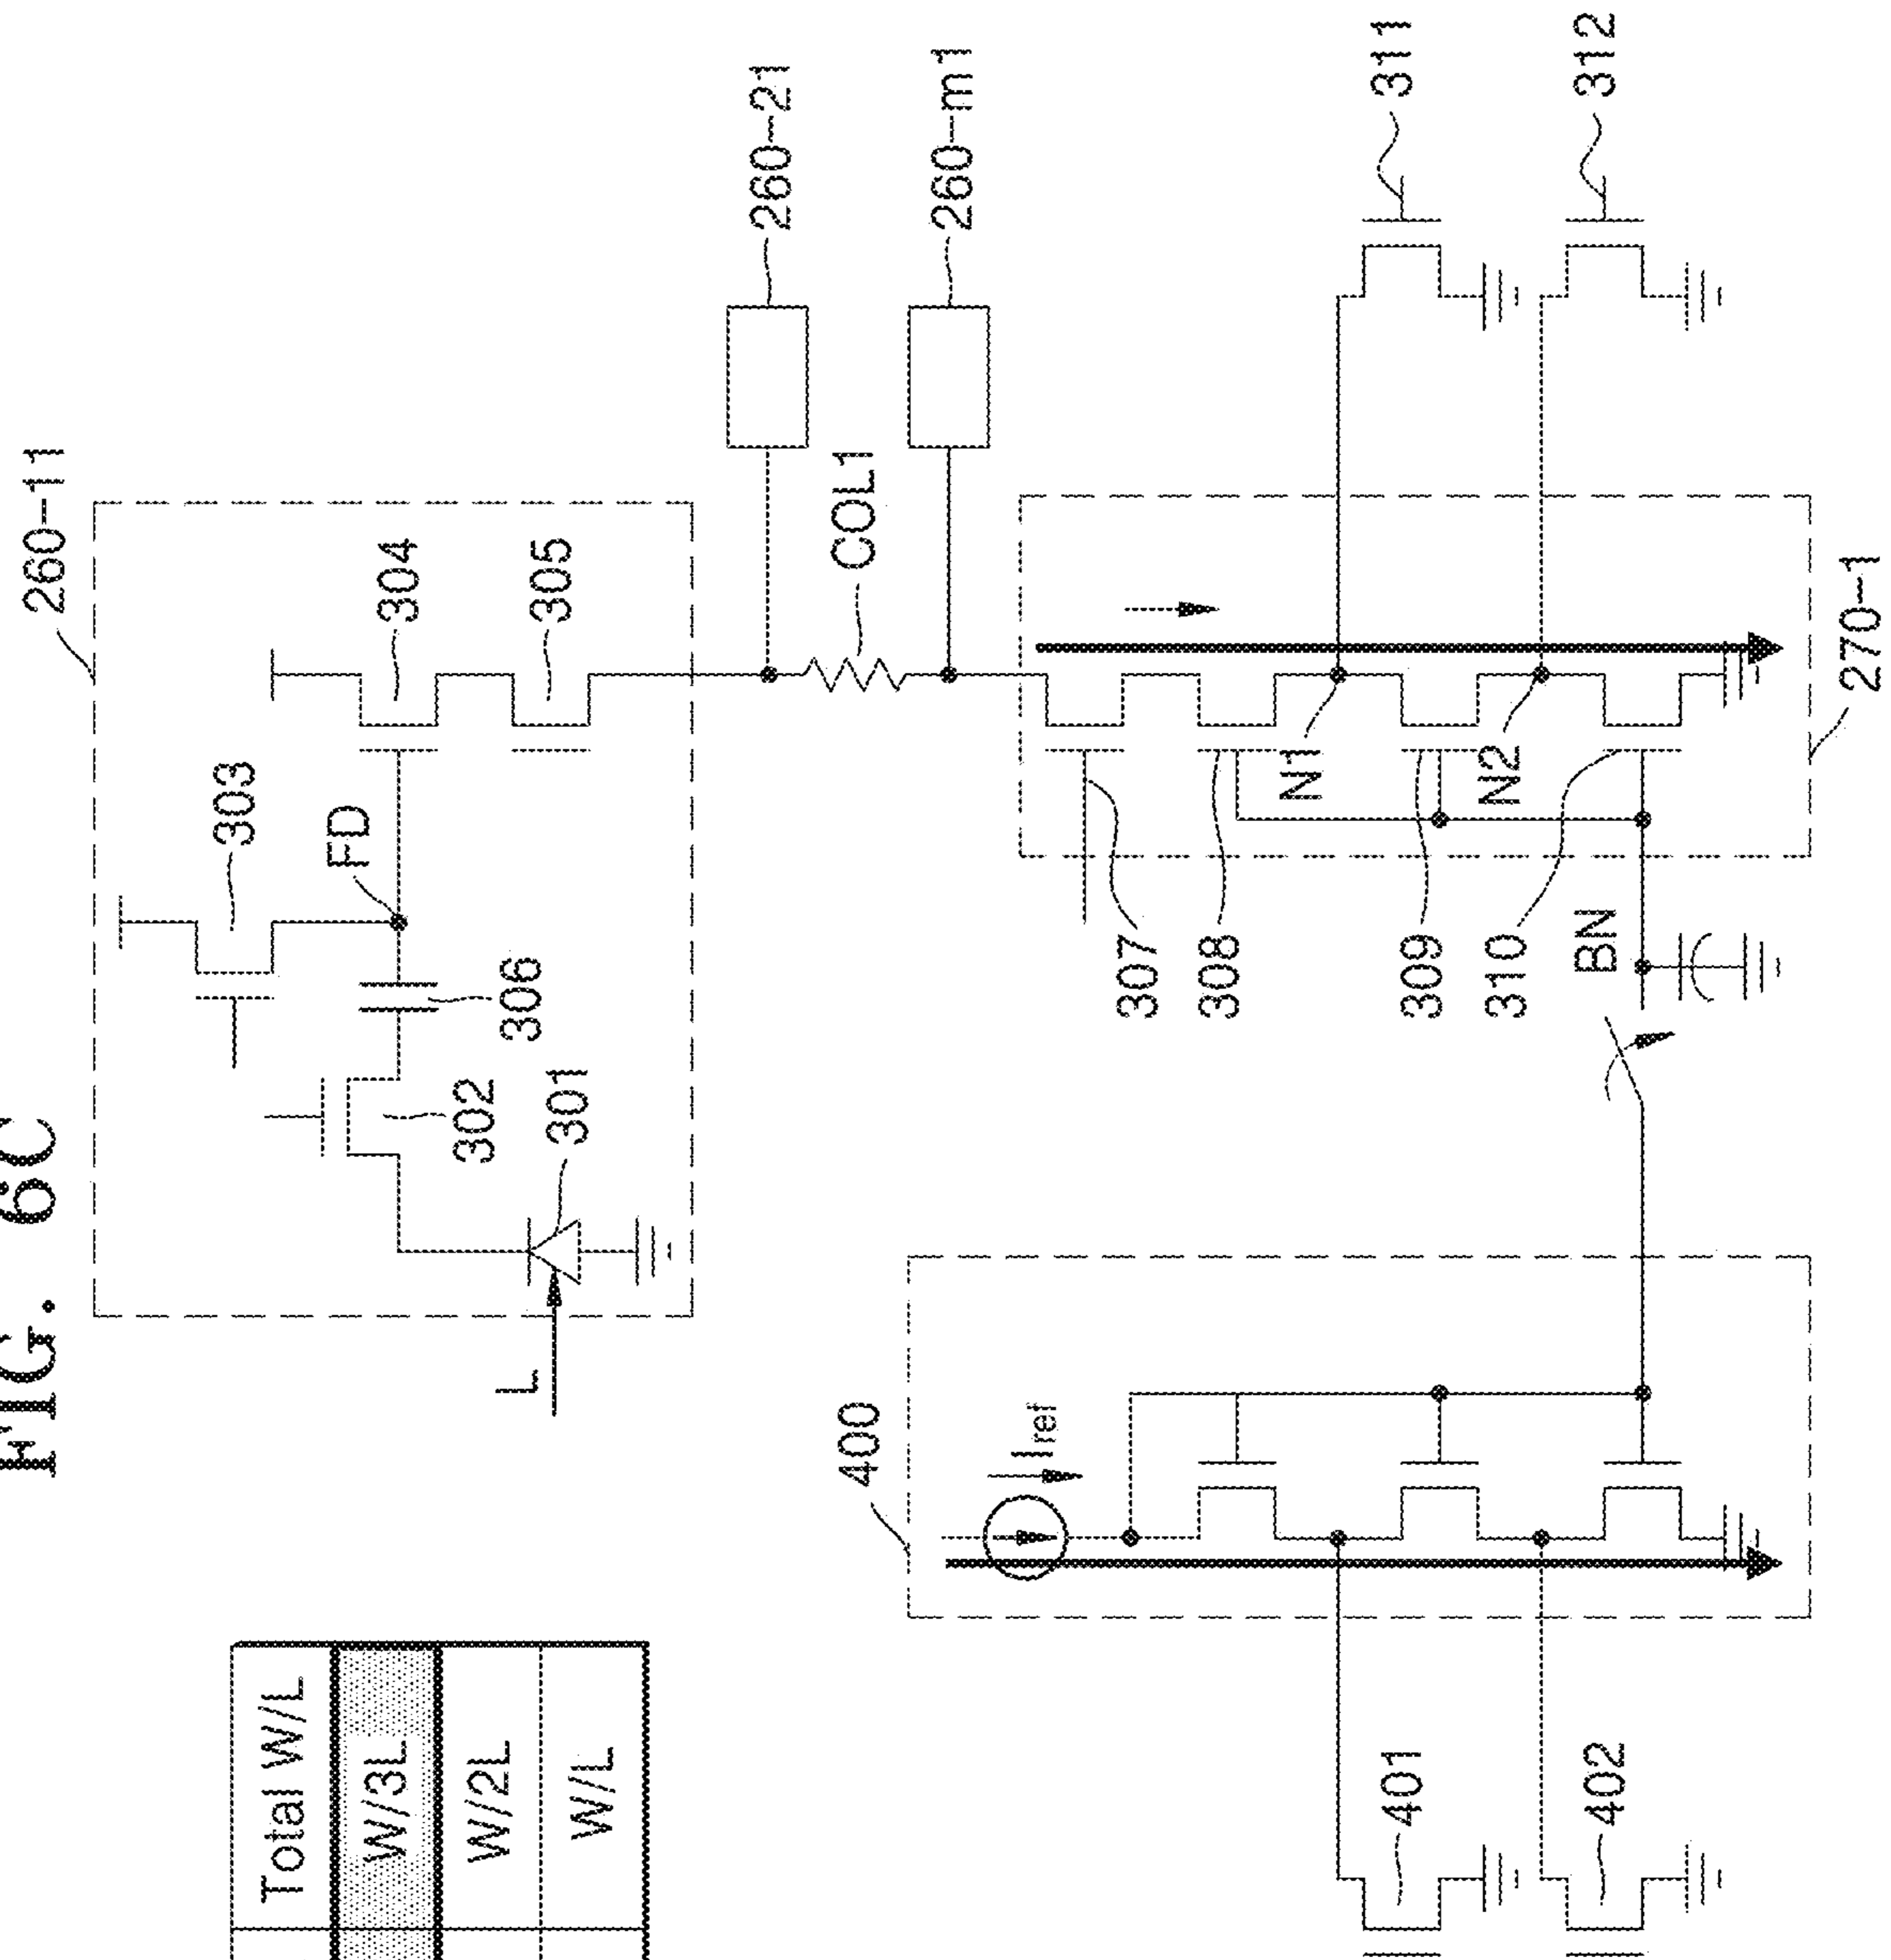 FIG. 6C
Total W/L
W/3L
W/2L
W/L
260-11
303
FD
304
305
306
302
301
L
260-21
260-m1
COL1
400
Iref
401
402
307
308
N1
309
N2
310
BN
311
312
270-1